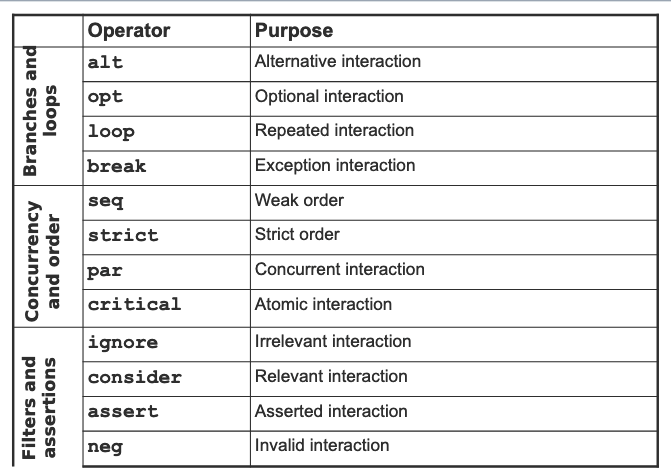 Operator Purpose
Branches and
loops
alt Alternative interaction
opt Optional interaction
loop Repeated interaction
break Exception interaction
Concurrency
and order
seq Weak order
strict Strict order
par Concurrent interaction
critical Atomic interaction
Filters and
assertions
ignore Irrelevant interaction
consider Relevant interaction
assert Asserted interaction
neg Invalid interaction